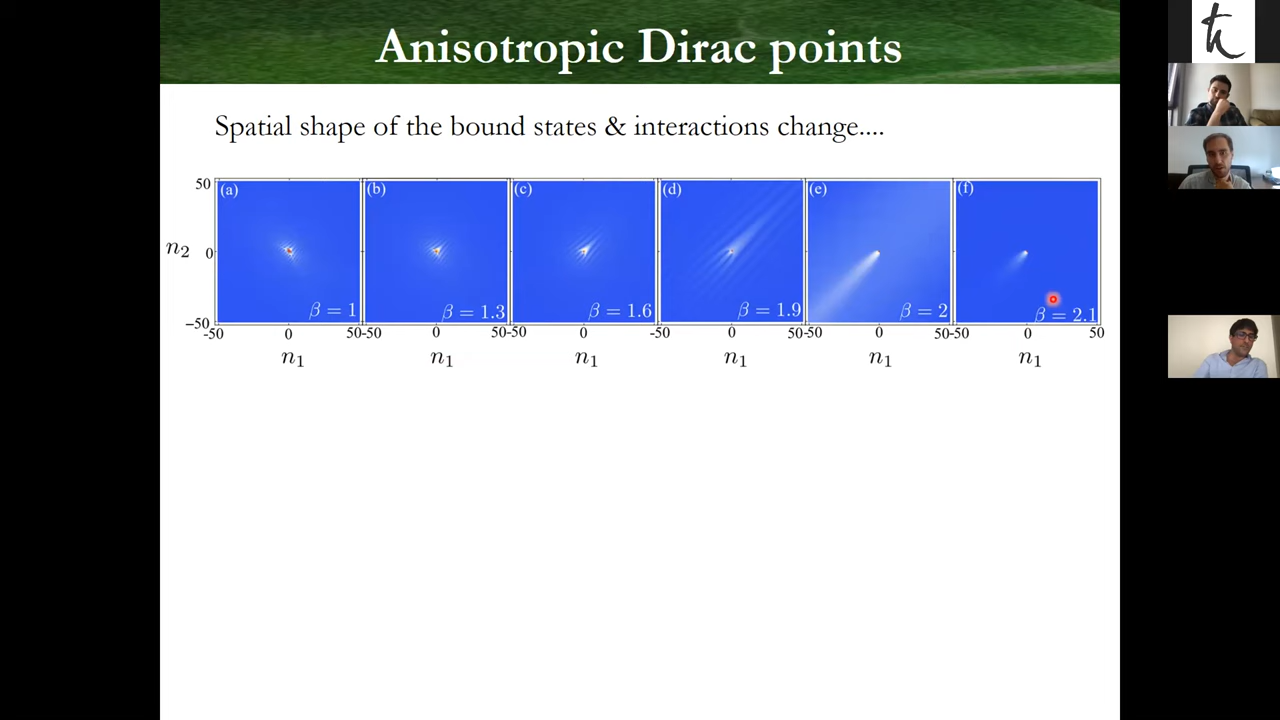 Anisotropic Dirac points
Spatial shape of the bound states & interactions change....
50 (a) (b) (c) (d) (e) (f)
n₂ 0
β = 1 β = 1.3 β = 1.6 β = 1.9 β = 2 β = 2.1
−50
-50 0 50 -50 0 50 -50 0 50 -50 0 50 -50 0 50 -50 0 50
n₁ n₁ n₁ n₁ n₁ n₁